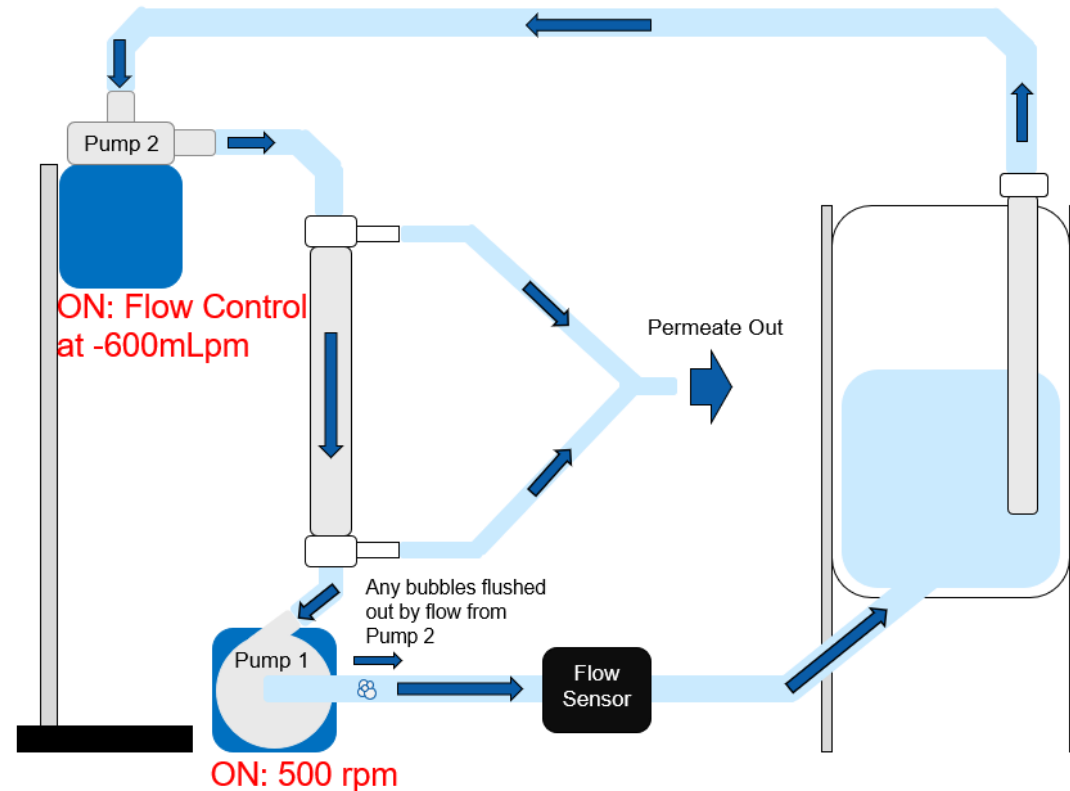 Pump 2
ON: Flow Control
at -600mLpm
Permeate Out
Any bubbles flushed
out by flow from
Pump 2
Pump 1
Flow
Sensor
ON: 500 rpm